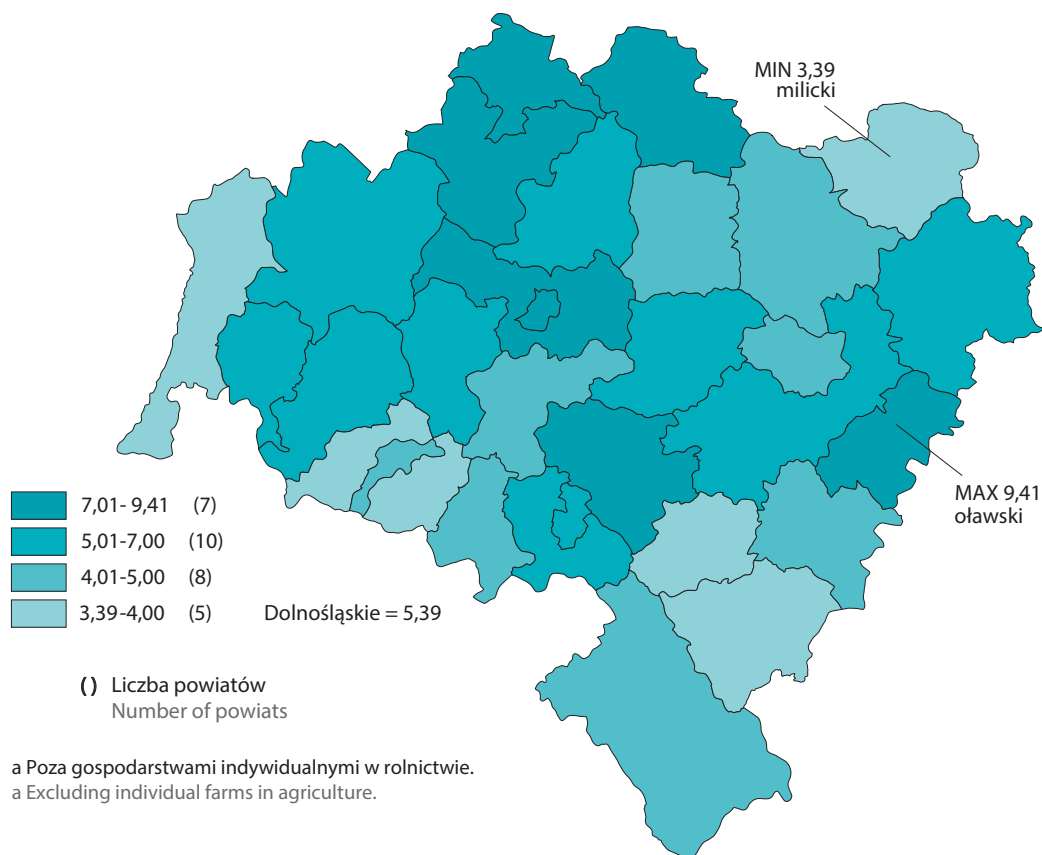 MIN 3,39
milicki
MAX 9,41
oławski
7,01- 9,41 (7)
5,01-7,00 (10)
4,01-5,00 (8)
3,39-4,00 (5)
Dolnośląskie = 5,39
( ) Liczba powiatów
Number of powiats
a Poza gospodarstwami indywidualnymi w rolnictwie.
a Excluding individual farms in agriculture.